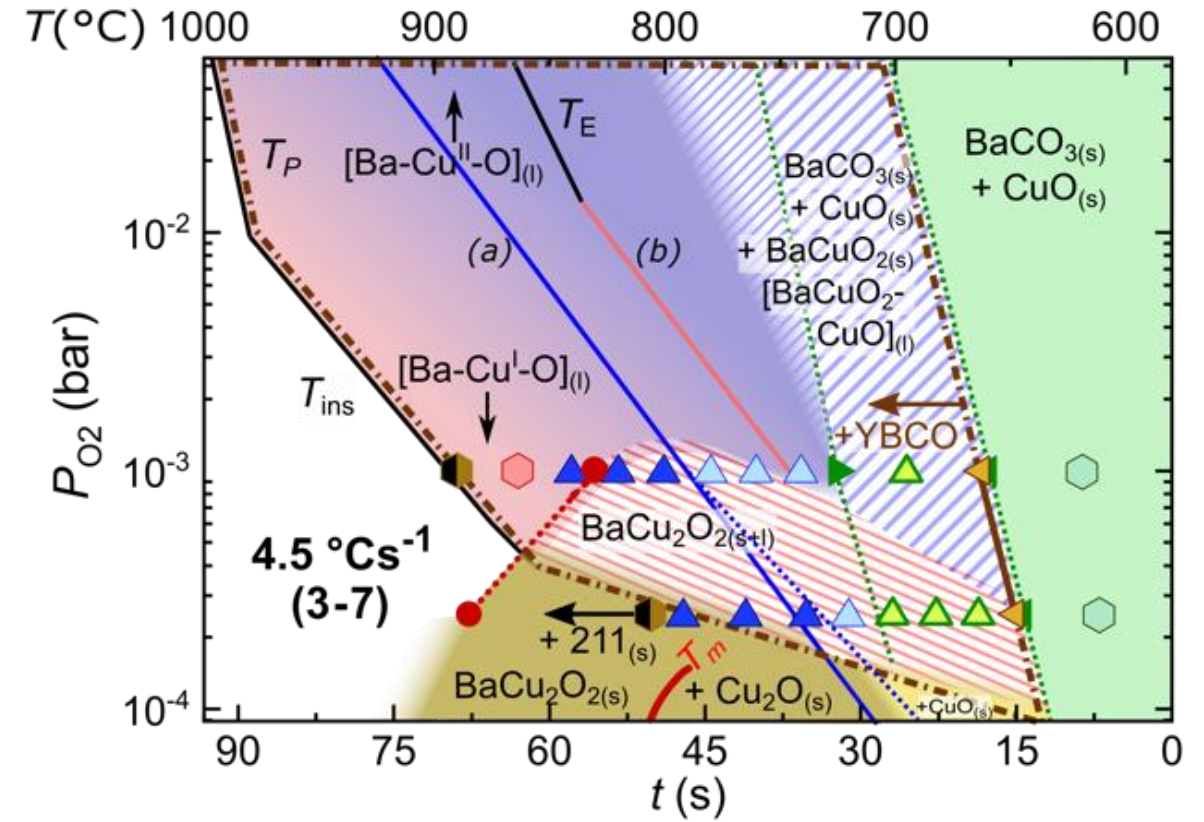 T(°C) 1000 900 800 700 600
T_E
T_P
[Ba-Cu^II-O]_(l)
BaCO_3(s)
+ CuO_(s)
BaCO_3(s)
+ CuO_(s)
+ BaCuO_2(s)
[BaCuO_2-
CuO]_(l)
(a)
(b)
10^-2
P_O2 (bar)
[Ba-Cu^I-O]_(l)
T_ins
+YBCO
10^-3
BaCu_2O_2(s+l)
4.5 °Cs^-1
(3-7)
+ 211_(s)
T_m
BaCu_2O_2(s)
+ Cu_2O_(s)
+CuO_(s)
10^-4
90 75 60 45 30 15 0
t (s)